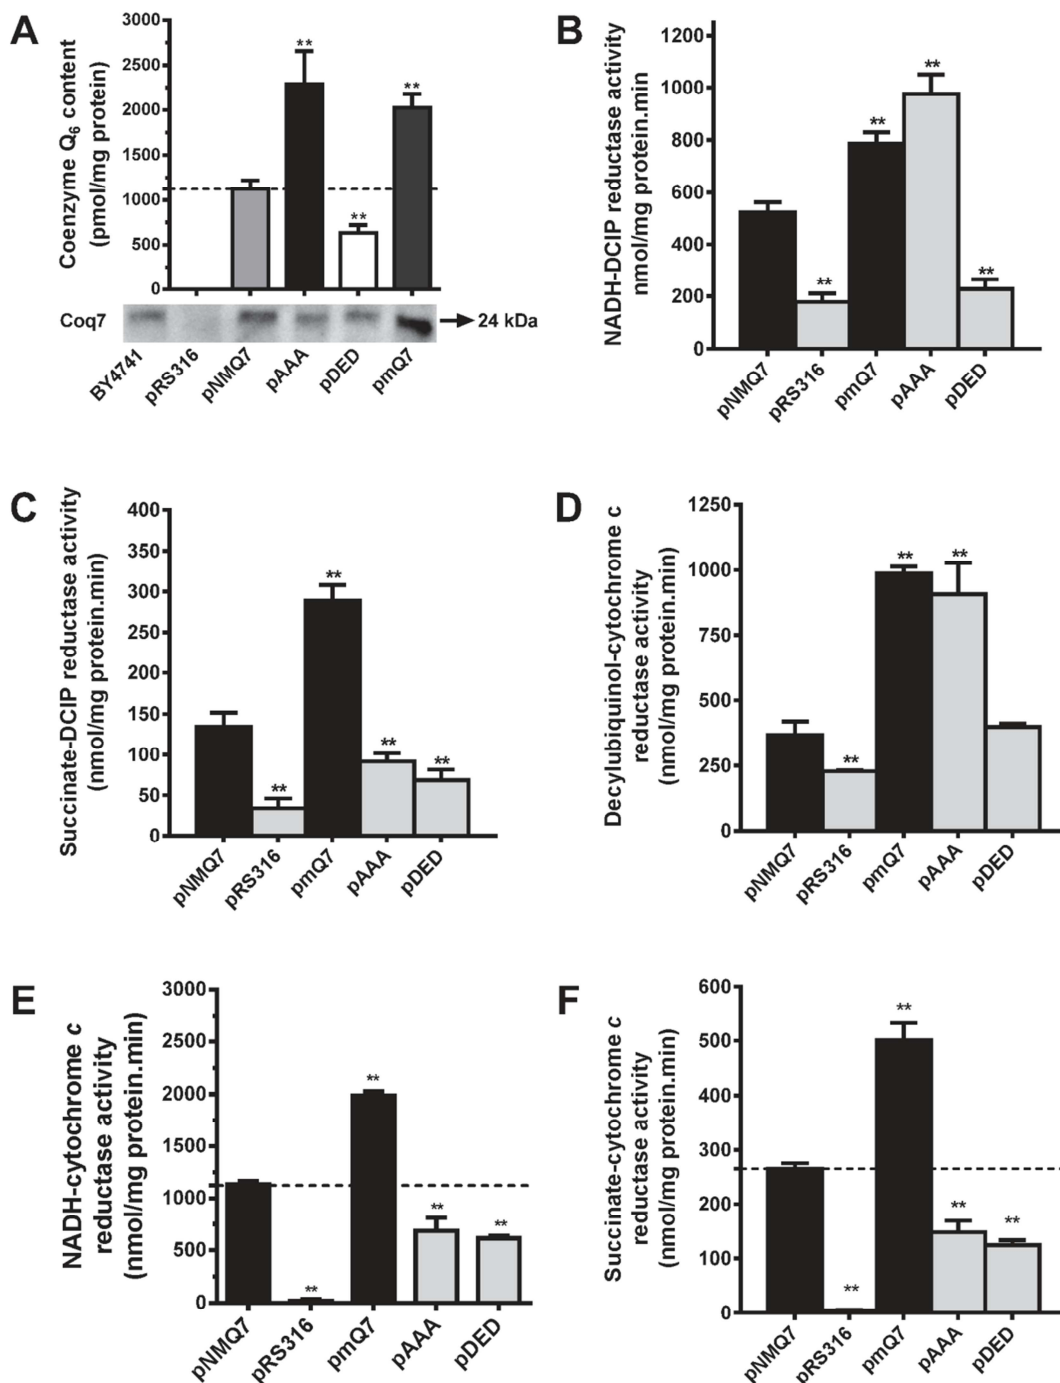 A
Coenzyme Q6 content
(pmol/mg protein)
3000
2500
2000
1500
1000
500
0
**
**
**
Coq7
24 kDa
BY4741
pRS316
pNMQ7
pAAA
pDED
pmQ7
B
NADH-DCIP reductase activity
nmol/mg protein.min
1200
1000
800
600
400
200
0
**
**
**
**
pNMQ7
pRS316
pmQ7
pAAA
pDED
C
Succinate-DCIP reductase activity
(nmol/mg protein.min)
400
350
300
250
200
150
100
50
0
**
**
**
**
pNMQ7
pRS316
pmQ7
pAAA
pDED
D
Decylubiquinol-cytochrome c
reductase activity
(nmol/mg protein.min)
1250
1000
750
500
250
0
**
**
**
pNMQ7
pRS316
pmQ7
pAAA
pDED
E
NADH-cytochrome c
reductase activity
(nmol/mg protein.min)
3000
2500
2000
1500
1000
500
0
**
**
**
**
pNMQ7
pRS316
pmQ7
pAAA
pDED
F
Succinate-cytochrome c
reductase activity
(nmol/mg protein.min)
600
500
400
300
200
100
0
**
**
**
**
pNMQ7
pRS316
pmQ7
pAAA
pDED